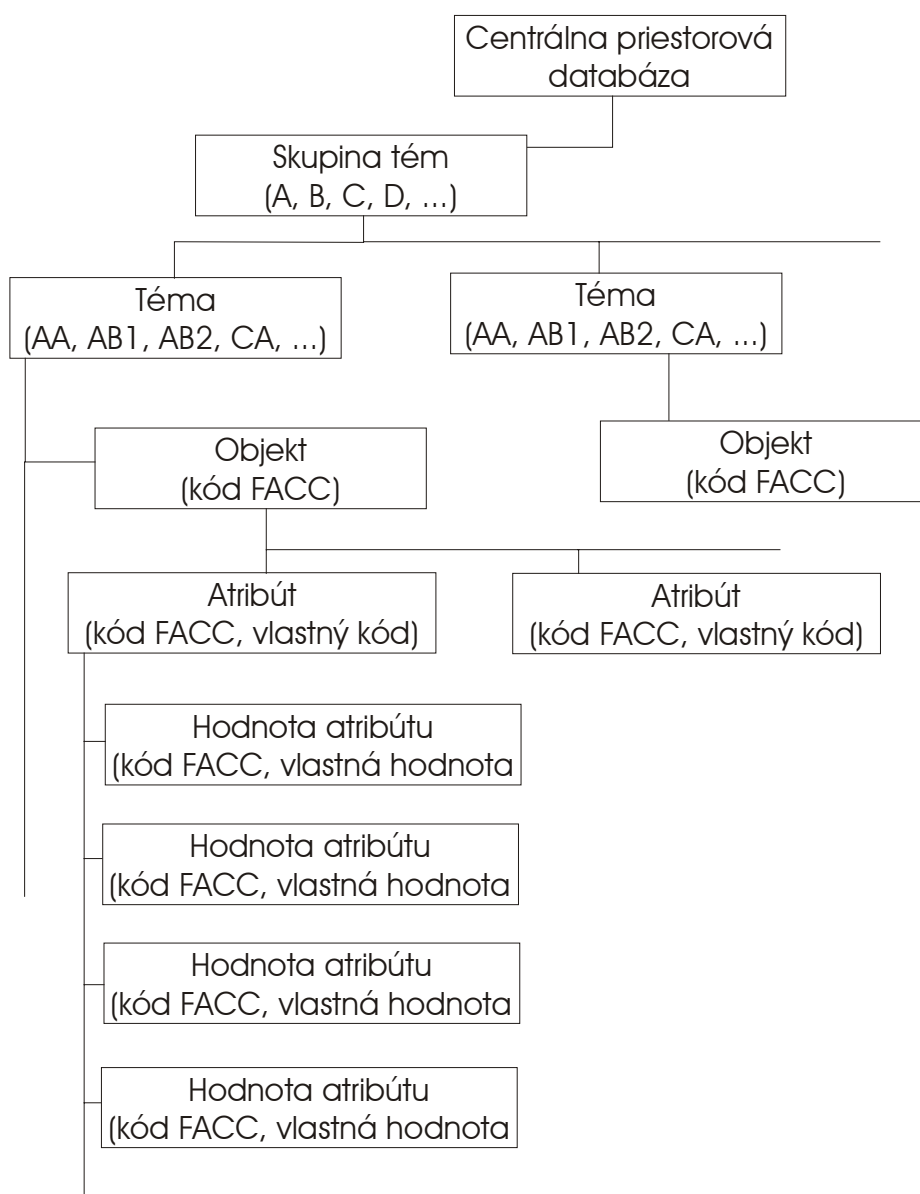 Centrálna priestorová
databáza
Skupina tém
(A, B, C, D, ...)
Téma
(AA, AB1, AB2, CA, ...)
Téma
(AA, AB1, AB2, CA, ...)
Objekt
(kód FACC)
Objekt
(kód FACC)
Atribút
(kód FACC, vlastný kód)
Atribút
(kód FACC, vlastný kód)
Hodnota atribútu
(kód FACC, vlastná hodnota
Hodnota atribútu
(kód FACC, vlastná hodnota
Hodnota atribútu
(kód FACC, vlastná hodnota
Hodnota atribútu
(kód FACC, vlastná hodnota